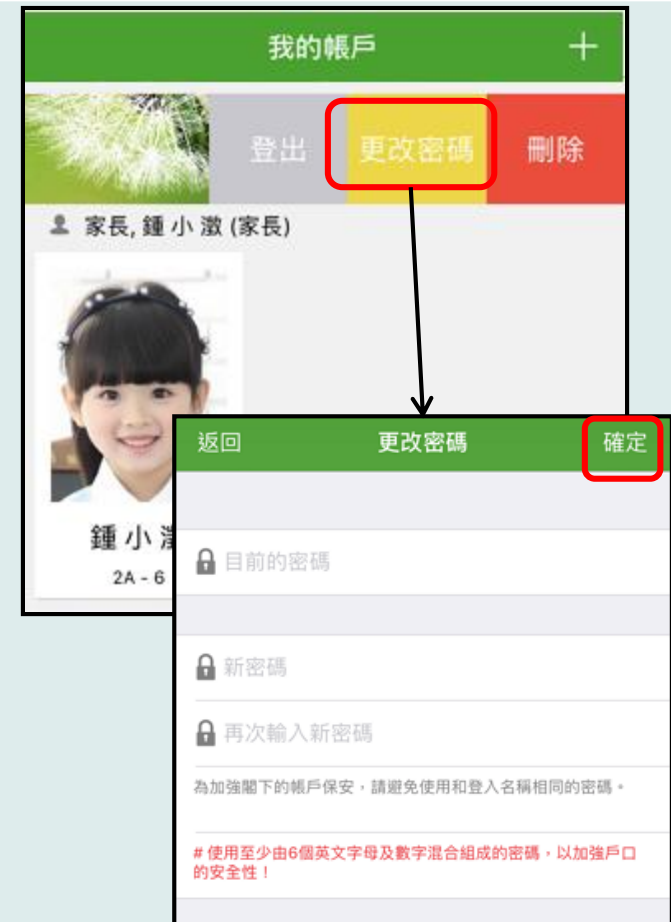 我的帳戶 +
登出 更改密碼 刪除
家長, 鍾 小 澂 (家長)
鍾 小
2A - 6
返回 更改密碼 確定
目前的密碼
新密碼
再次輸入新密碼
為加強閣下的帳戶保安，請避免使用和登入名稱相同的密碼。
# 使用至少由6個英文字母及數字混合組成的密碼，以加強戶口
的安全性！